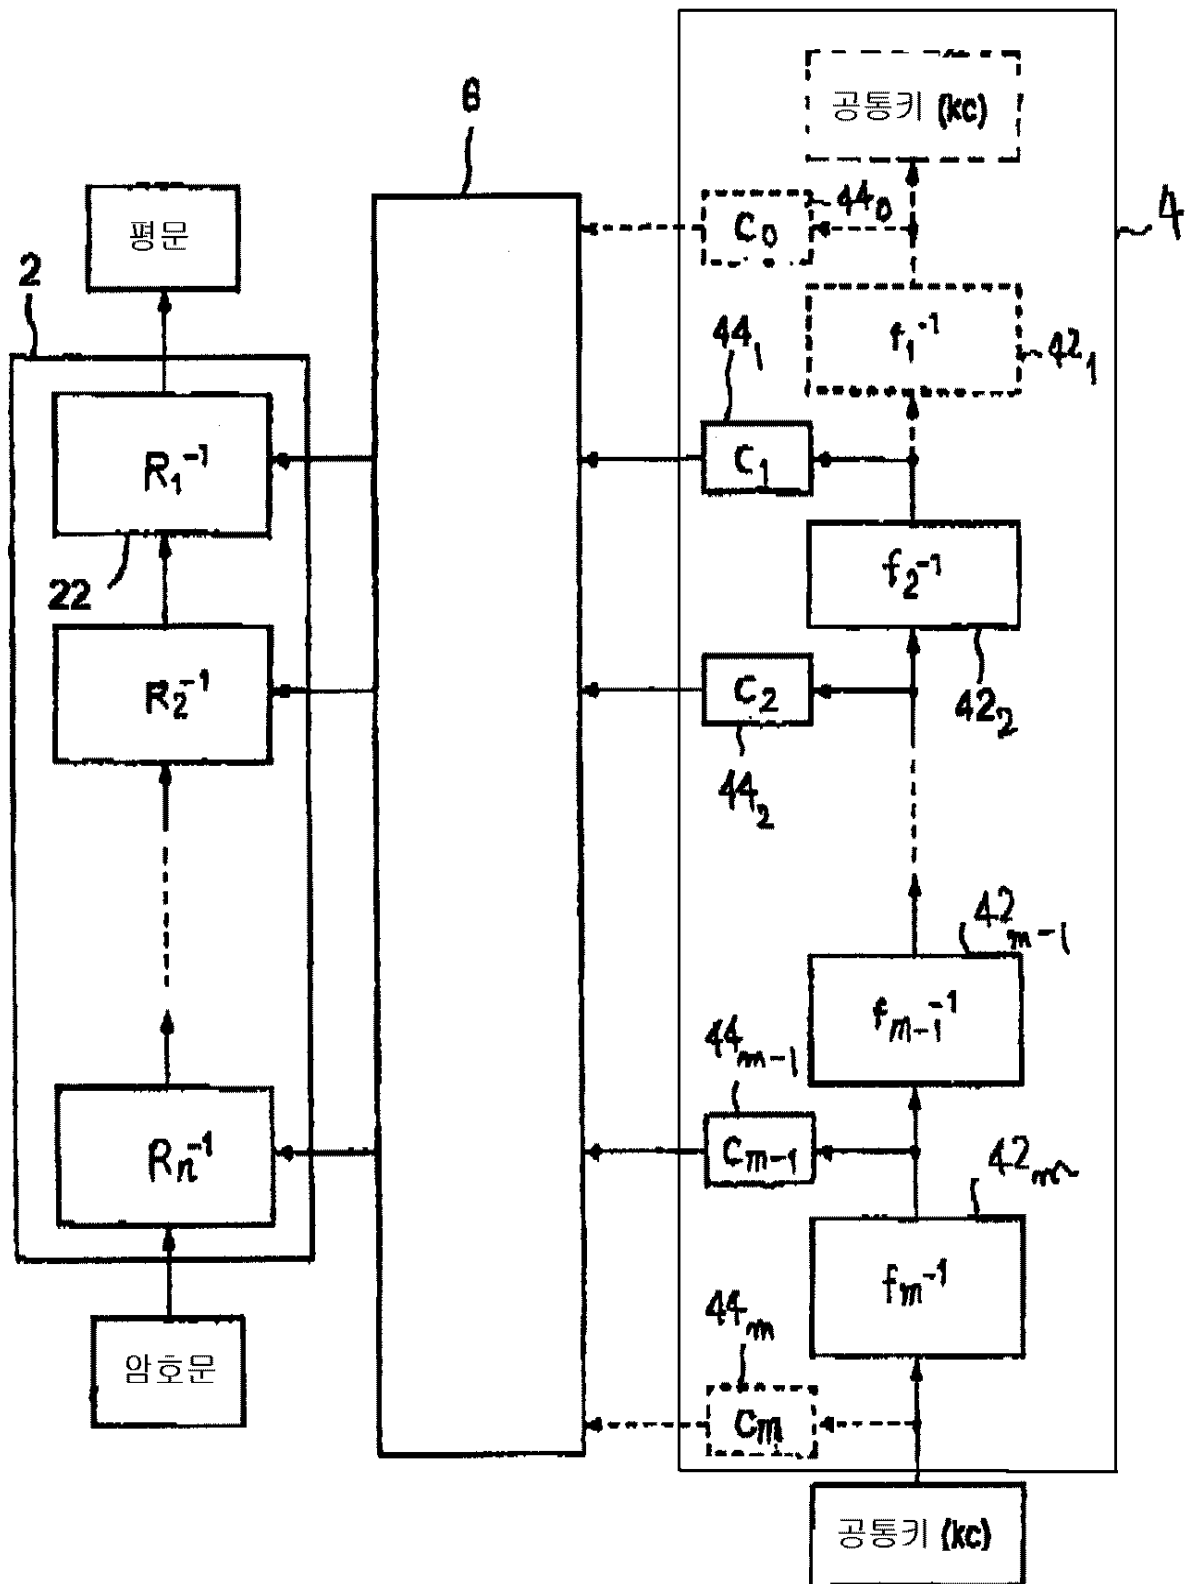 6
공통키 (kc)
44₀
C₀
4
평문
2
f₁⁻¹
42₁
44₁
R₁⁻¹
C₁
22
f₂⁻¹
R₂⁻¹
C₂
42₂
44₂
42ₘ₋₁
fₘ₋₁⁻¹
44ₘ₋₁
Rₙ⁻¹
Cₘ₋₁
42ₘ
fₘ⁻¹
44ₘ
암호문
Cₘ
공통키 (kc)